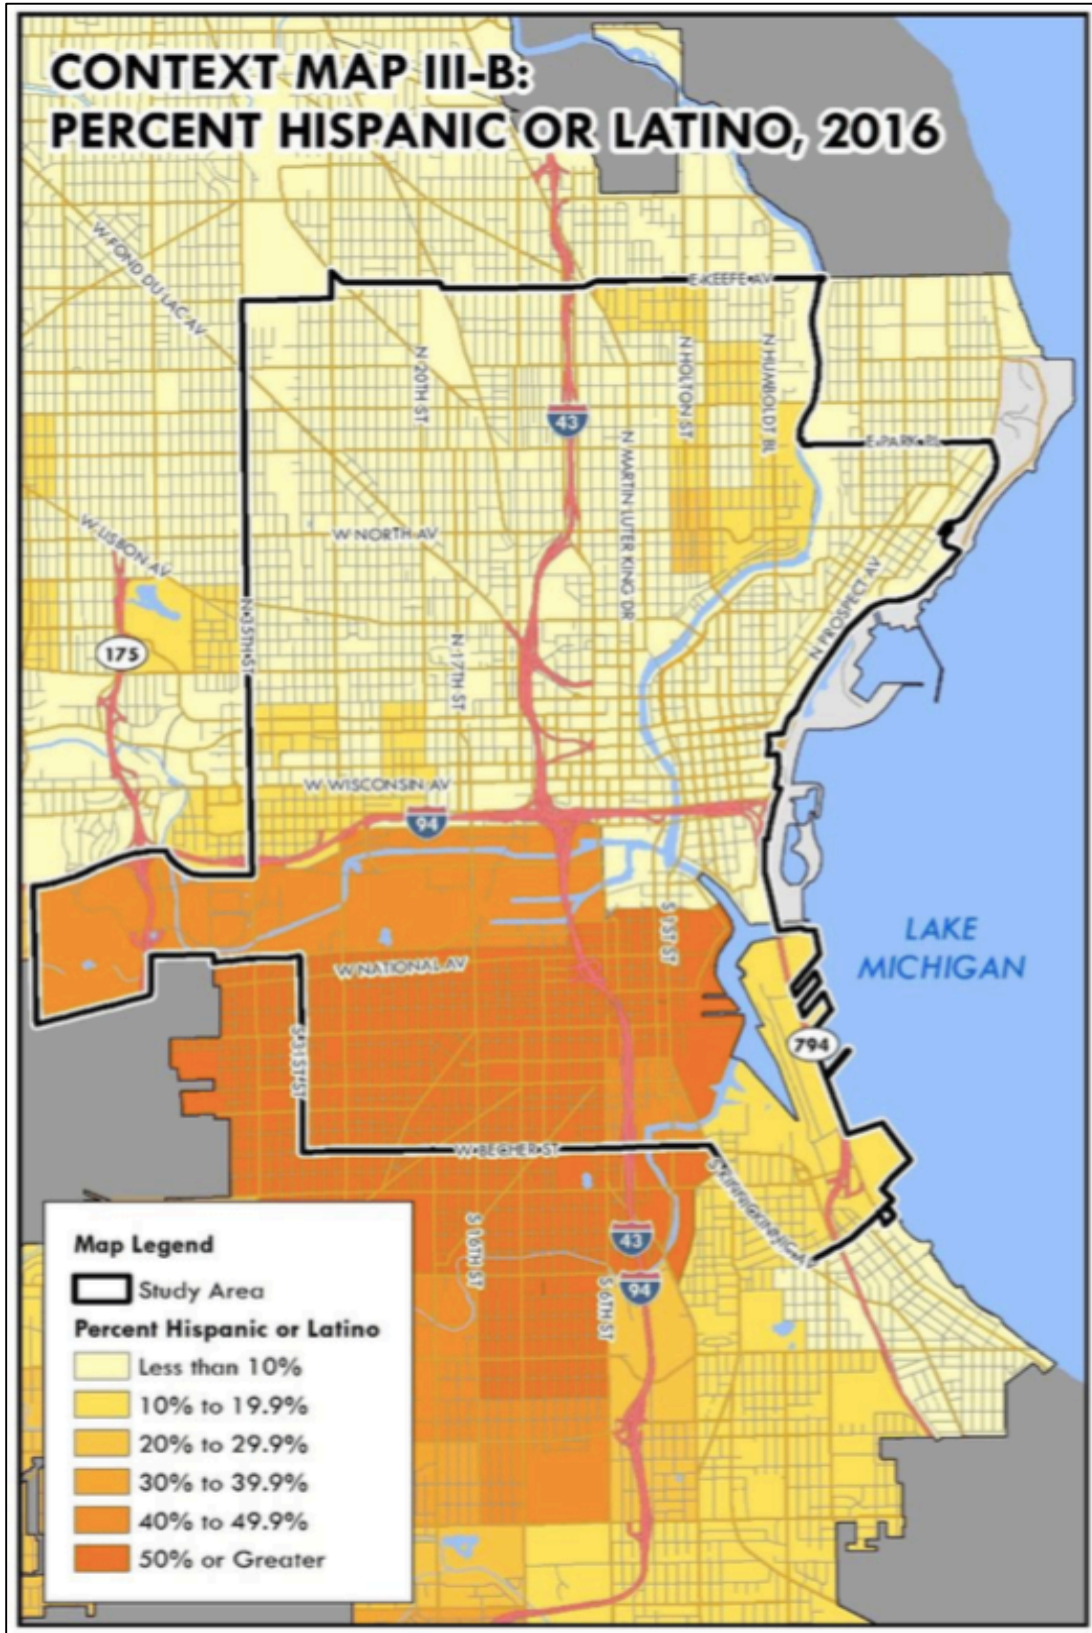 CONTEXT MAP III-B:
PERCENT HISPANIC OR LATINO, 2016
W FOND DU LAC AV
E KEEFE AV
N 20TH ST
N HOLTON ST
N HUMBOLDT BL
43
N MARTIN LUTER KING DR
E PARK PL
W NORTH AV
W LISBON AV
N 35TH ST
N PROSPECT AV
175
N 17TH ST
W WISCONSIN AV
94
S 1ST ST
LAKE
MICHIGAN
W NATIONAL AV
794
S 31ST ST
W BECHER ST
S KINNICKINNIC AV
S 16TH ST
43
94
S 6TH ST
Map Legend
Study Area
Percent Hispanic or Latino
Less than 10%
10% to 19.9%
20% to 29.9%
30% to 39.9%
40% to 49.9%
50% or Greater